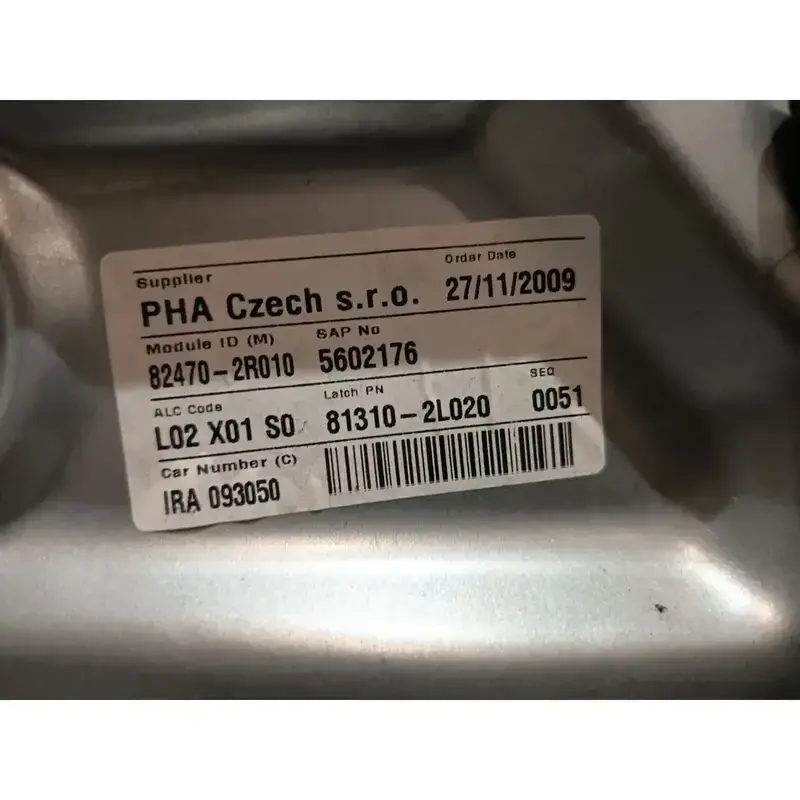 Supplier Order Date
PHA Czech s.r.o. 27/11/2009
Module ID (M) SAP No
82470-2R010 5602176
ALC Code Latch PN SEQ
L02 X01 S0 81310-2L020 0051
Car Number (C)
IRA 093050